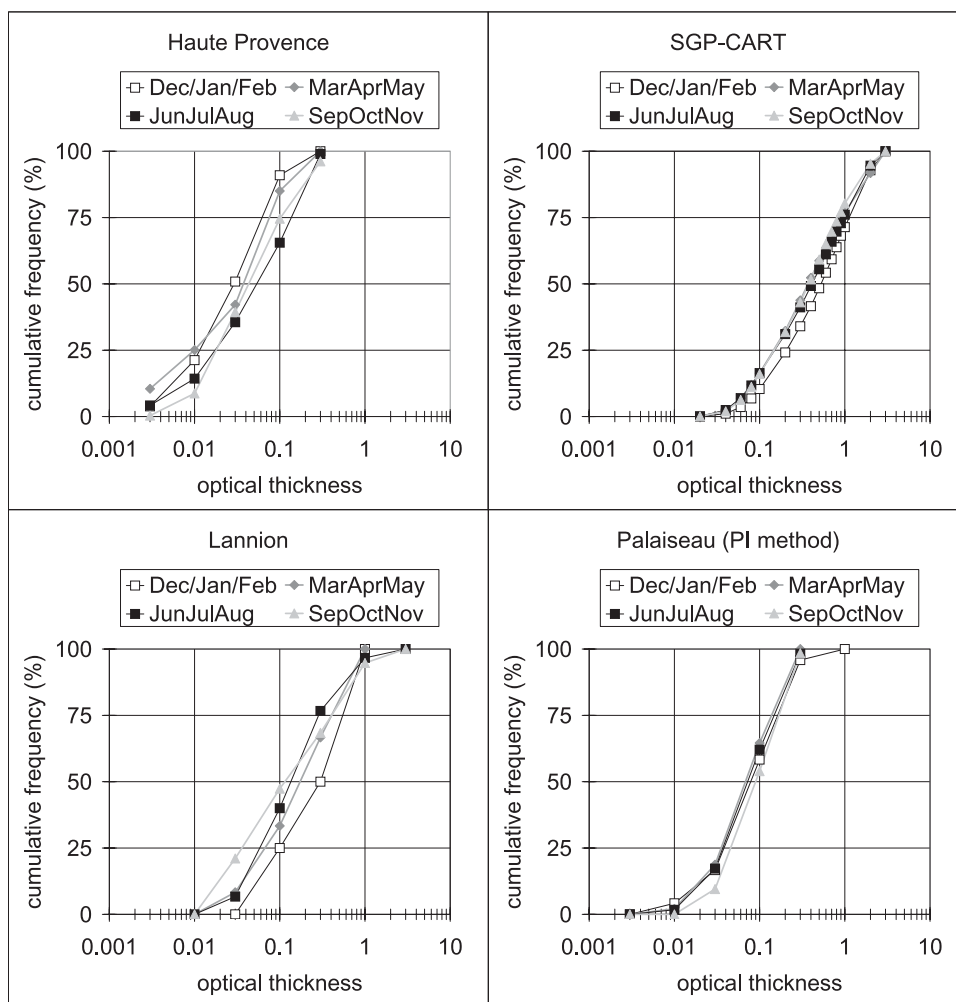 Haute Provence
Dec/Jan/Feb MarAprMay
JunJulAug SepOctNov
100
75
50
25
0
cumulative frequency (%)
0.001 0.01 0.1 1 10
optical thickness
SGP-CART
Dec/Jan/Feb MarAprMay
JunJulAug SepOctNov
100
75
50
25
0
cumulative frequency (%)
0.001 0.01 0.1 1 10
optical thickness
Lannion
Dec/Jan/Feb MarAprMay
JunJulAug SepOctNov
100
75
50
25
0
cumulative frequency (%)
0.001 0.01 0.1 1 10
optical thickness
Palaiseau (PI method)
Dec/Jan/Feb MarAprMay
JunJulAug SepOctNov
100
75
50
25
0
cumulative frequency (%)
0.001 0.01 0.1 1 10
optical thickness